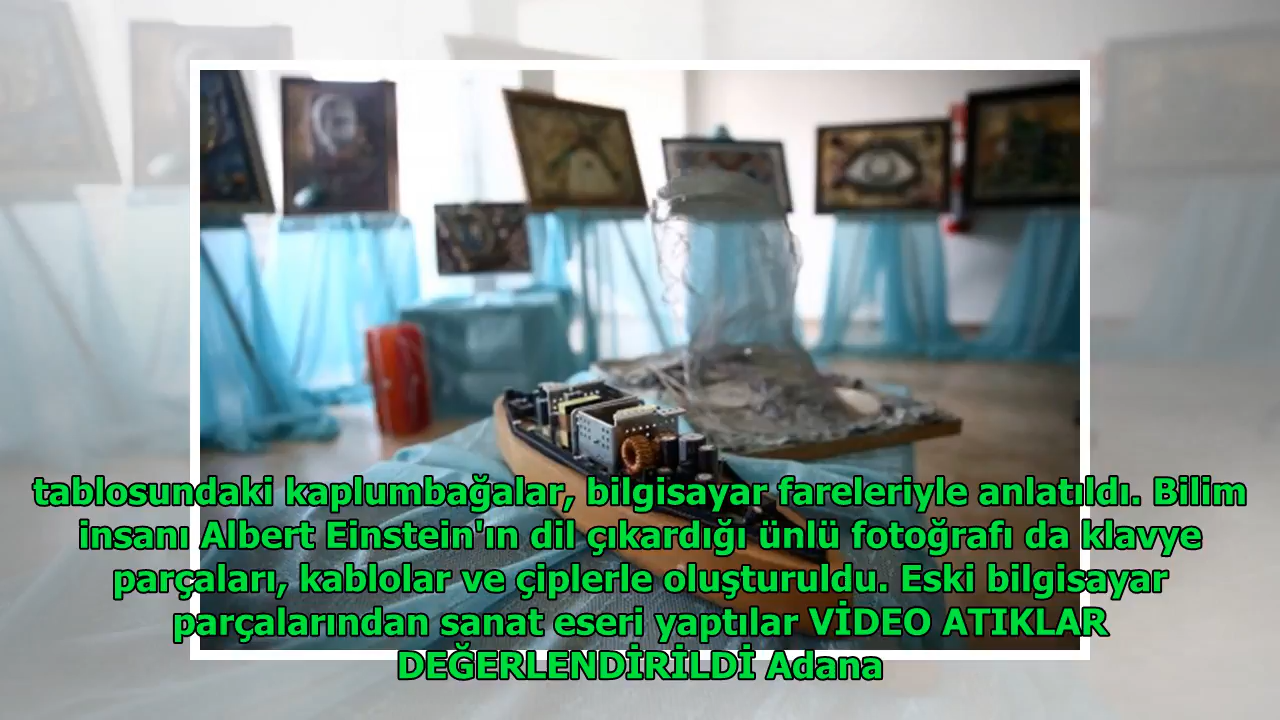 tablosundaki kaplumbağalar, bilgisayar fareleriyle anlatıldı. Bilim
insanı Albert Einstein'ın dil çıkardığı ünlü fotoğrafı da klavye
parçaları, kablolar ve çiplerle oluşturuldu. Eski bilgisayar
parçalarından sanat eseri yaptılar VİDEO ATIKLAR
DEĞERLENDİRİLDİ Adana